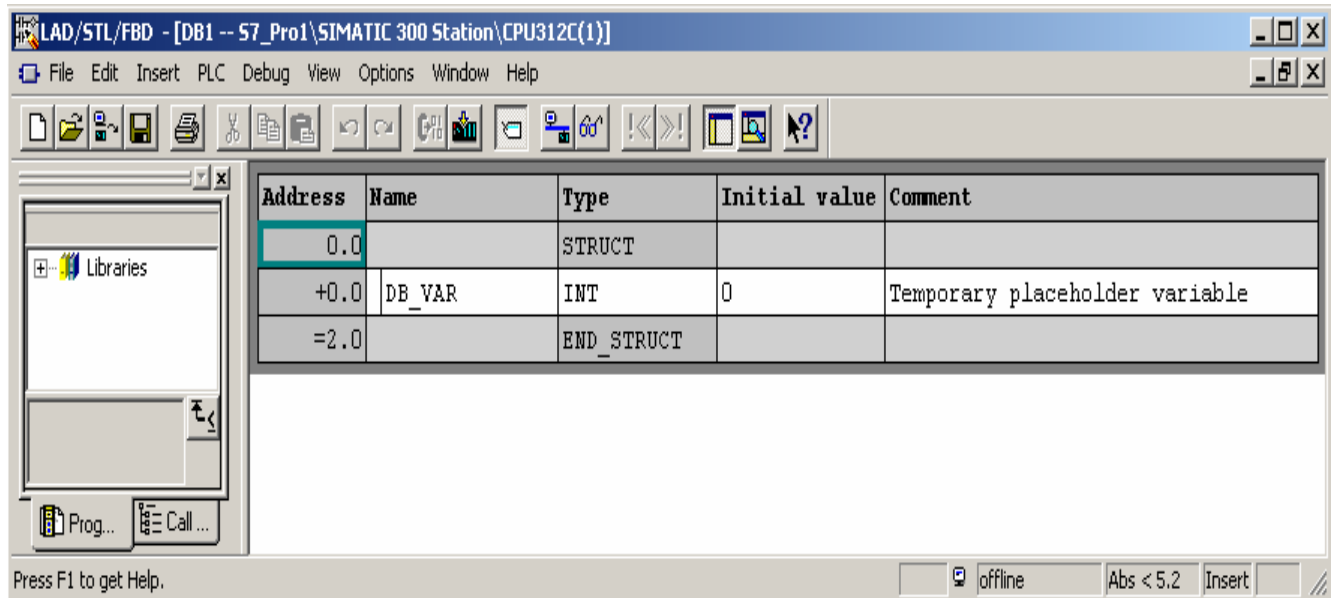 LAD/STL/FBD - [DB1 -- S7_Pro1\SIMATIC 300 Station\CPU312C(1)]
File Edit Insert PLC Debug View Options Window Help
Address Name Type Initial value Comment
0.0 STRUCT
+0.0 DB_VAR INT 0 Temporary placeholder variable
=2.0 END_STRUCT
Libraries
Prog... Call ...
Press F1 to get Help. offline Abs < 5.2 Insert